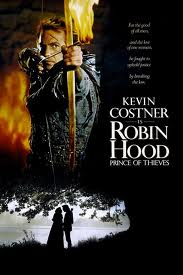 For the good
of all men,
and the love
of one woman,
he fought to
uphold justice
by breaking
the law.
KEVIN
COSTNER
IS
ROBIN
HOOD
PRINCE OF THIEVES